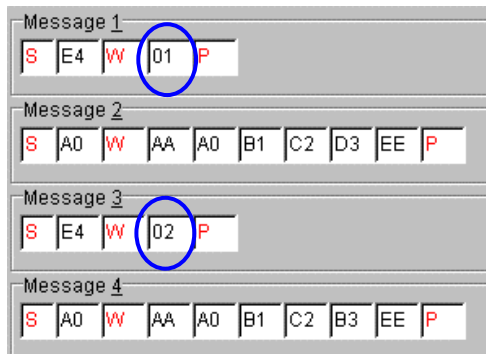 Message 1
S E4 W 01 P
Message 2
S A0 W AA A0 B1 C2 D3 EE P
Message 3
S E4 W 02 P
Message 4
S A0 W AA A0 B1 C2 B3 EE P